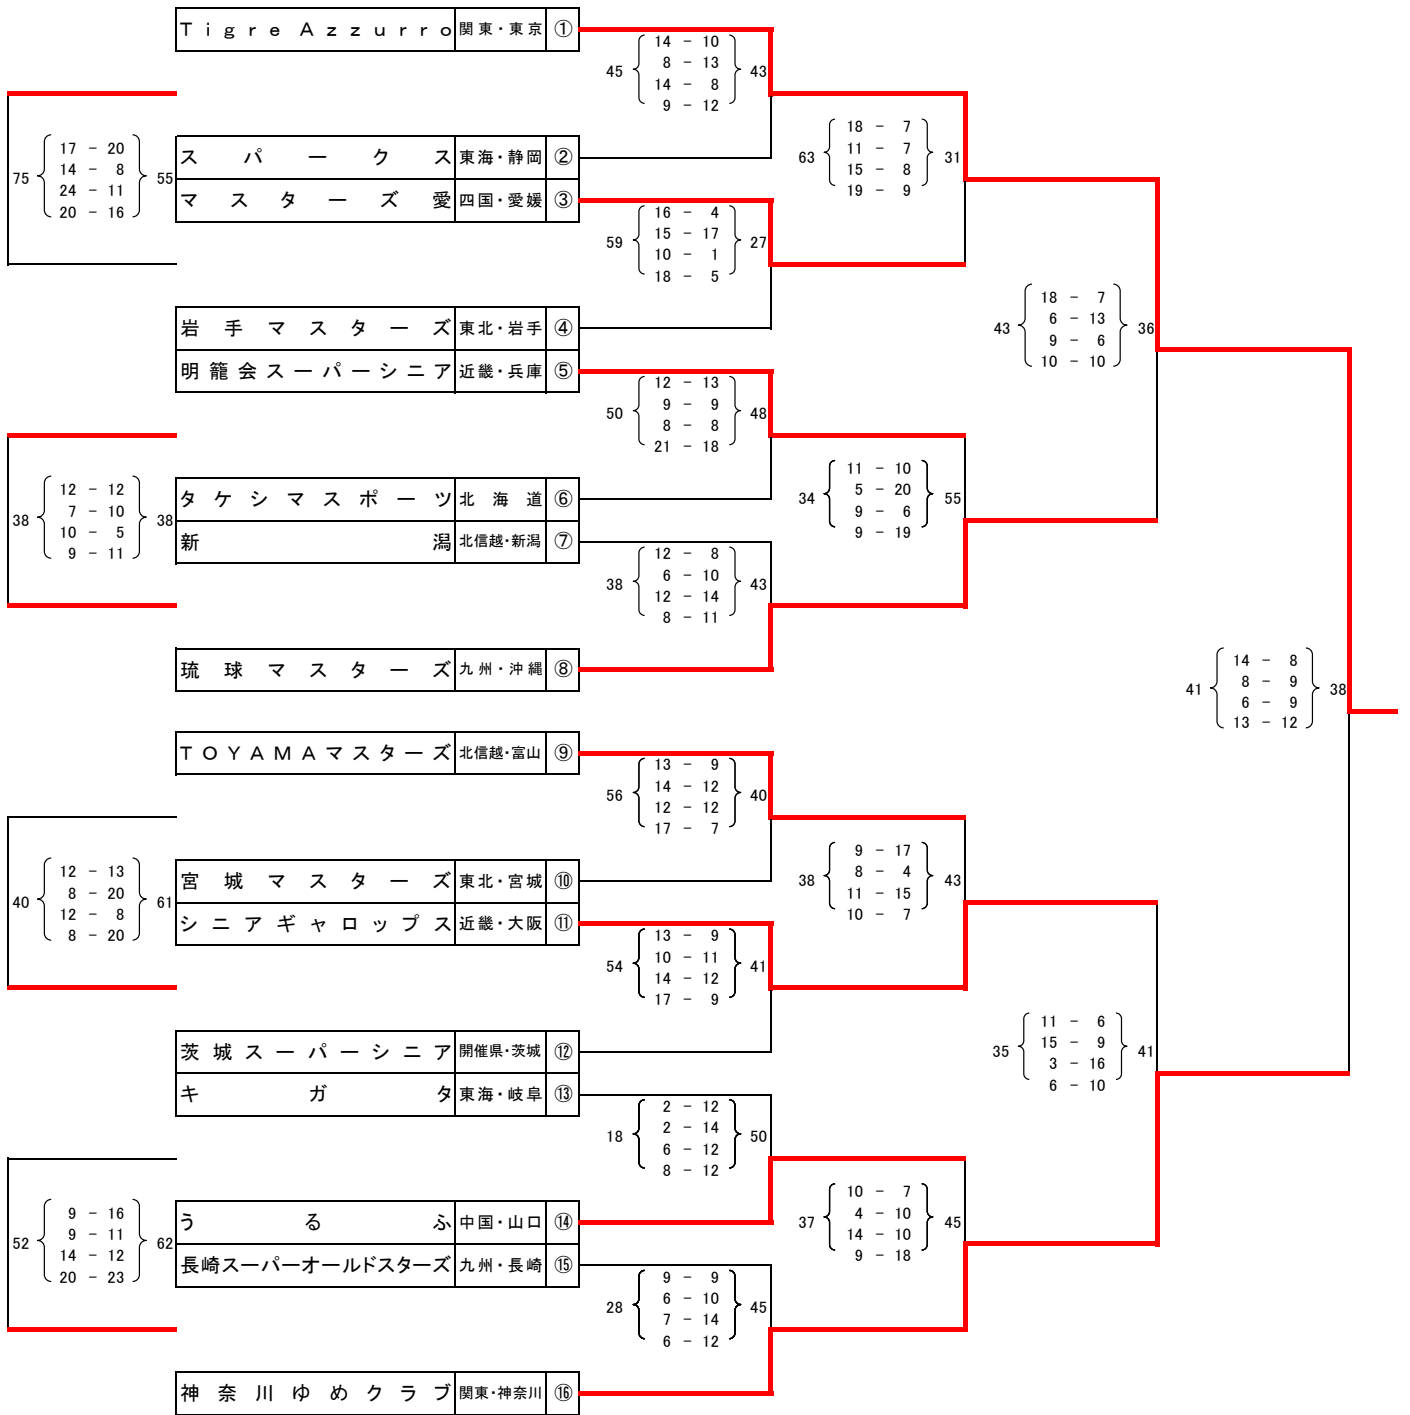 Tigre Azzurro 関東・東京 ①
45 43
14 - 10
8 - 13
14 - 8
9 - 12
75 55
17 - 20
14 - 8
24 - 11
20 - 16
63 31
18 - 7
11 - 7
15 - 8
19 - 9
スパークス 東海・静岡 ②
マスターズ愛 四国・愛媛 ③
59 27
16 - 4
15 - 17
10 - 1
18 - 5
43 36
18 - 7
6 - 13
9 - 6
10 - 10
岩手マスターズ 東北・岩手 ④
明籠会スーパーシニア 近畿・兵庫 ⑤
50 48
12 - 13
9 - 9
8 - 8
21 - 18
38 38
12 - 12
7 - 10
10 - 5
9 - 11
34 55
11 - 10
5 - 20
9 - 6
9 - 19
タケシマスポーツ 北海道 ⑥
新潟 北信越・新潟 ⑦
38 43
12 - 8
6 - 10
12 - 14
8 - 11
琉球マスターズ 九州・沖縄 ⑧
41 38
14 - 8
8 - 9
6 - 9
13 - 12
TOYAMAマスターズ 北信越・富山 ⑨
56 40
13 - 9
14 - 12
12 - 12
17 - 7
40 61
12 - 13
8 - 20
12 - 8
8 - 20
38 43
9 - 17
8 - 4
11 - 15
10 - 7
宮城マスターズ 東北・宮城 ⑩
シニアギャロップス 近畿・大阪 ⑪
54 41
13 - 9
10 - 11
14 - 12
17 - 9
35 41
11 - 6
15 - 9
3 - 16
6 - 10
茨城スーパーシニア 開催県・茨城 ⑫
キガタ 東海・岐阜 ⑬
18 50
2 - 12
2 - 14
6 - 12
8 - 12
52 62
9 - 16
9 - 11
14 - 12
20 - 23
37 45
10 - 7
4 - 10
14 - 10
9 - 18
うるふ 中国・山口 ⑭
長崎スーパーオールドスターズ 九州・長崎 ⑮
28 45
9 - 9
6 - 10
7 - 14
6 - 12
神奈川ゆめクラブ 関東・神奈川 ⑯